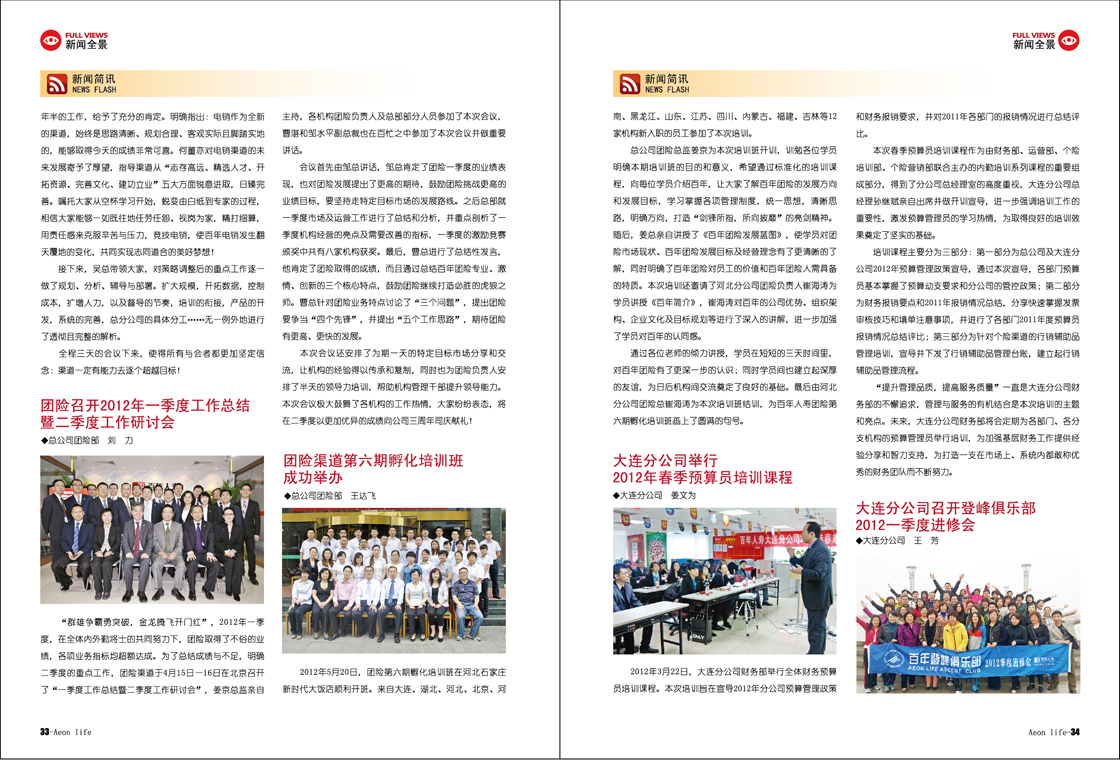 FULL VIEWS
新闻全景
新闻简讯
NEWS FLASH
年半的工作，给予了充分的肯定。明确指出：电销作为全新
的渠道，始终是思路清晰、规划合理、客观实际且脚踏实地
的，能够取得今天的成绩非常可喜。何董亦对电销渠道的未
来发展寄予了厚望，指导渠道从“志存高远、精选人才、开
拓资源、完善文化、建功立业”五大方面锐意进取，日臻完
善。嘱托大家从空杯学习开始，蜕变由白纸到专家的过程，
相信大家能够一如既往地任劳任怨、视岗为家，精打细算，
用责任感来克服辛苦与压力，竞技电销，使百年电销发生翻
天覆地的变化，共同实现志同道合的美好梦想！
接下来，吴总带领大家，对策略调整后的重点工作逐一
做了规划、分析、辅导与部署。扩大规模，开拓数据，控制
成本，扩增人力，以及督导的节奏，培训的衔接，产品的开
发，系统的完善，总分公司的具体分工……无一例外地进行
了透彻且完整的解析。
全程三天的会议下来，使得所有与会者都更加坚定信
念：渠道一定有能力去逐个超越目标！
团险召开2012年一季度工作总结
暨二季度工作研讨会
◆总公司团险部 刘 力
“群雄争霸勇突破，金龙腾飞开门红”，2012年一季
度，在全体内外勤将士的共同努力下，团险取得了不俗的业
绩，各项业务指标均超额达成。为了总结成绩与不足，明确
二季度的重点工作，团险渠道于4月15日－16日在北京召开
了“一季度工作总结暨二季度工作研讨会”，姜京总监亲自
主持，各机构团险负责人及总部部分人员参加了本次会议，
曹湛和邹水平副总裁也在百忙之中参加了本次会议并做重要
讲话。
会议首先由邹总讲话，邹总肯定了团险一季度的业绩表
现，也对团险发展提出了更高的期待，鼓励团险挑战更高的
业绩目标，要坚持走特定目标市场的发展路线。之后总部就
一季度市场及运营工作进行了总结和分析，并重点剖析了一
季度机构经营的亮点及需要改善的指标，一季度的激励竞赛
颁奖中共有八家机构获奖。最后，曹总进行了总结性发言，
他肯定了团险取得的成绩，而且通过总结百年团险专业、激
情、创新的三个核心特点，鼓励团险继续打造必胜的虎狼之
师。曹总针对团险业务特点讨论了“三个问题”，提出团险
要争当“四个先锋”，并提出“五个工作思路”，期待团险
有更高、更快的发展。
本次会议还安排了为期一天的特定目标市场分享和交
流，让机构的经验得以传承和复制，同时也为团险负责人安
排了半天的领导力培训，帮助机构管理干部提升领导能力。
本次会议极大鼓舞了各机构的工作热情，大家纷纷表态，将
在二季度以更加优异的成绩向公司三周年司庆献礼！
团险渠道第六期孵化培训班
成功举办
◆总公司团险部 王达飞
2012年5月20日，团险第六期孵化培训班在河北石家庄
新时代大饭店顺利开班。来自大连、湖北、河北、北京、河
33-Aeon life
FULL VIEWS
新闻全景
新闻简讯
NEWS FLASH
南、黑龙江、山东、江苏、四川、内蒙古、福建、吉林等12
家机构新入职的员工参加了本次培训。
总公司团险总监姜京为本次培训班开训，训勉各位学员
明确本期培训班的目的和意义，希望通过标准化的培训课
程，向每位学员介绍百年，让大家了解百年团险的发展方向
和发展目标，学习掌握各项管理制度，统一思想，清晰思
路，明确方向，打造“剑锋所指，所向披靡”的亮剑精神。
随后，姜总亲自讲授了《百年团险发展蓝图》，使学员对团
险市场现状、百年团险发展目标及经营理念有了更清晰的了
解，同时明确了百年团险对员工的价值和百年团险人需具备
的特质。本次培训还邀请了河北分公司团险负责人崔海涛为
学员讲授《百年简介》，崔海涛对百年的公司优势、组织架
构、企业文化及目标规划等进行了深入的讲解，进一步加强
了学员对百年的认同感。
通过各位老师的倾力讲授，学员在短短的三天时间里，
对百年团险有了更深一步的认识；同时学员间也建立起深厚
的友谊，为日后机构间交流奠定了良好的基础。最后由河北
分公司团险总崔海涛为本次培训班结训，为百年人寿团险第
六期孵化培训班画上了圆满的句号。
大连分公司举行
2012年春季预算员培训课程
◆大连分公司 姜文为
百年人寿大连分公司
2012年3月22日，大连分公司财务部举行全体财务预算
员培训课程。本次培训旨在宣导2012年分公司预算管理政策
和财务报销要求，并对2011年各部门的报销情况进行总结评
比。
本次春季预算员培训课程作为由财务部、运营部、个险
培训部、个险营销部联合主办的内勤培训系列课程的重要组
成部分，得到了分公司总经理室的高度重视，大连分公司总
经理孙继斌亲自出席并做开训宣导，进一步强调培训工作的
重要性，激发预算管理员的学习热情，为取得良好的培训效
果奠定了坚实的基础。
培训课程主要分为三部分：第一部分为总公司及大连分
公司2012年预算管理政策宣导，通过本次宣导，各部门预算
员基本掌握了预算动支要求和分公司的管控政策；第二部分
为财务报销要点和2011年报销情况总结，分享快速掌握发票
审核技巧和填单注意事项，并进行了各部门2011年度预算员
报销情况总结评比；第三部分为针对个险渠道的行销辅助品
管理培训，宣导并下发了行销辅助品管理台账，建立起行销
辅助品管理流程。
“提升管理品质，提高服务质量”一直是大连分公司财
务部的不懈追求，管理与服务的有机结合是本次培训的主题
和亮点。未来，大连分公司财务部将会定期为各部门、各分
支机构的预算管理员举行培训，为加强基层财务工作提供经
验分享和智力支持，为打造一支在市场上、系统内都敢称优
秀的财务团队而不断努力。
大连分公司召开登峰俱乐部
2012一季度进修会
◆大连分公司 王 芳
百年登峰俱乐部 2012季度进修会
AEON LIFE ASCENT CLUB
Aeon life-34